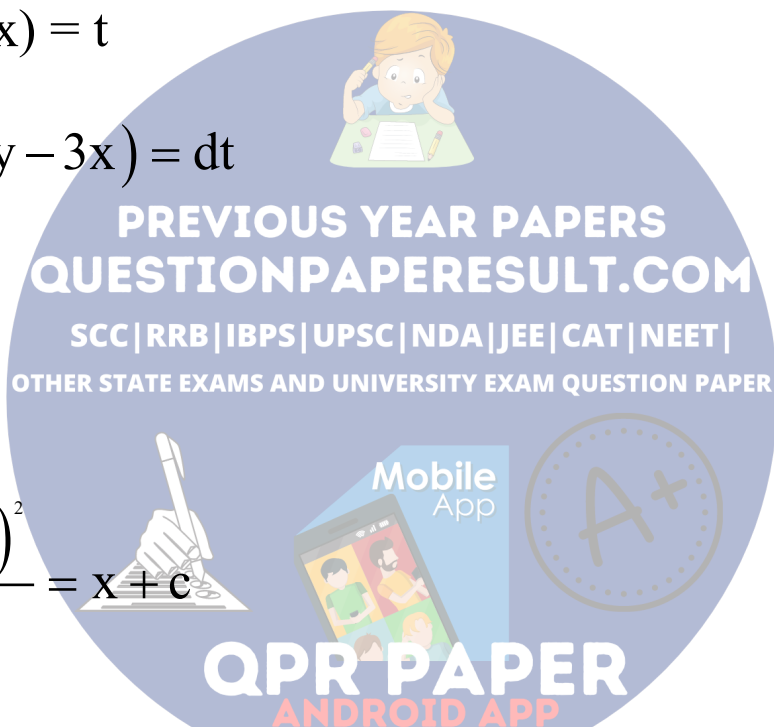 x) = t
y − 3x) = dt
PREVIOUS YEAR PAPERS
QUESTIONPAPERESULT.COM
SCC|RRB|IBPS|UPSC|NDA|JEE|CAT|NEET|
OTHER STATE EXAMS AND UNIVERSITY EXAM QUESTION PAPER
Mobile
App
A+
)² = x + c
QPR PAPER
ANDROID APP